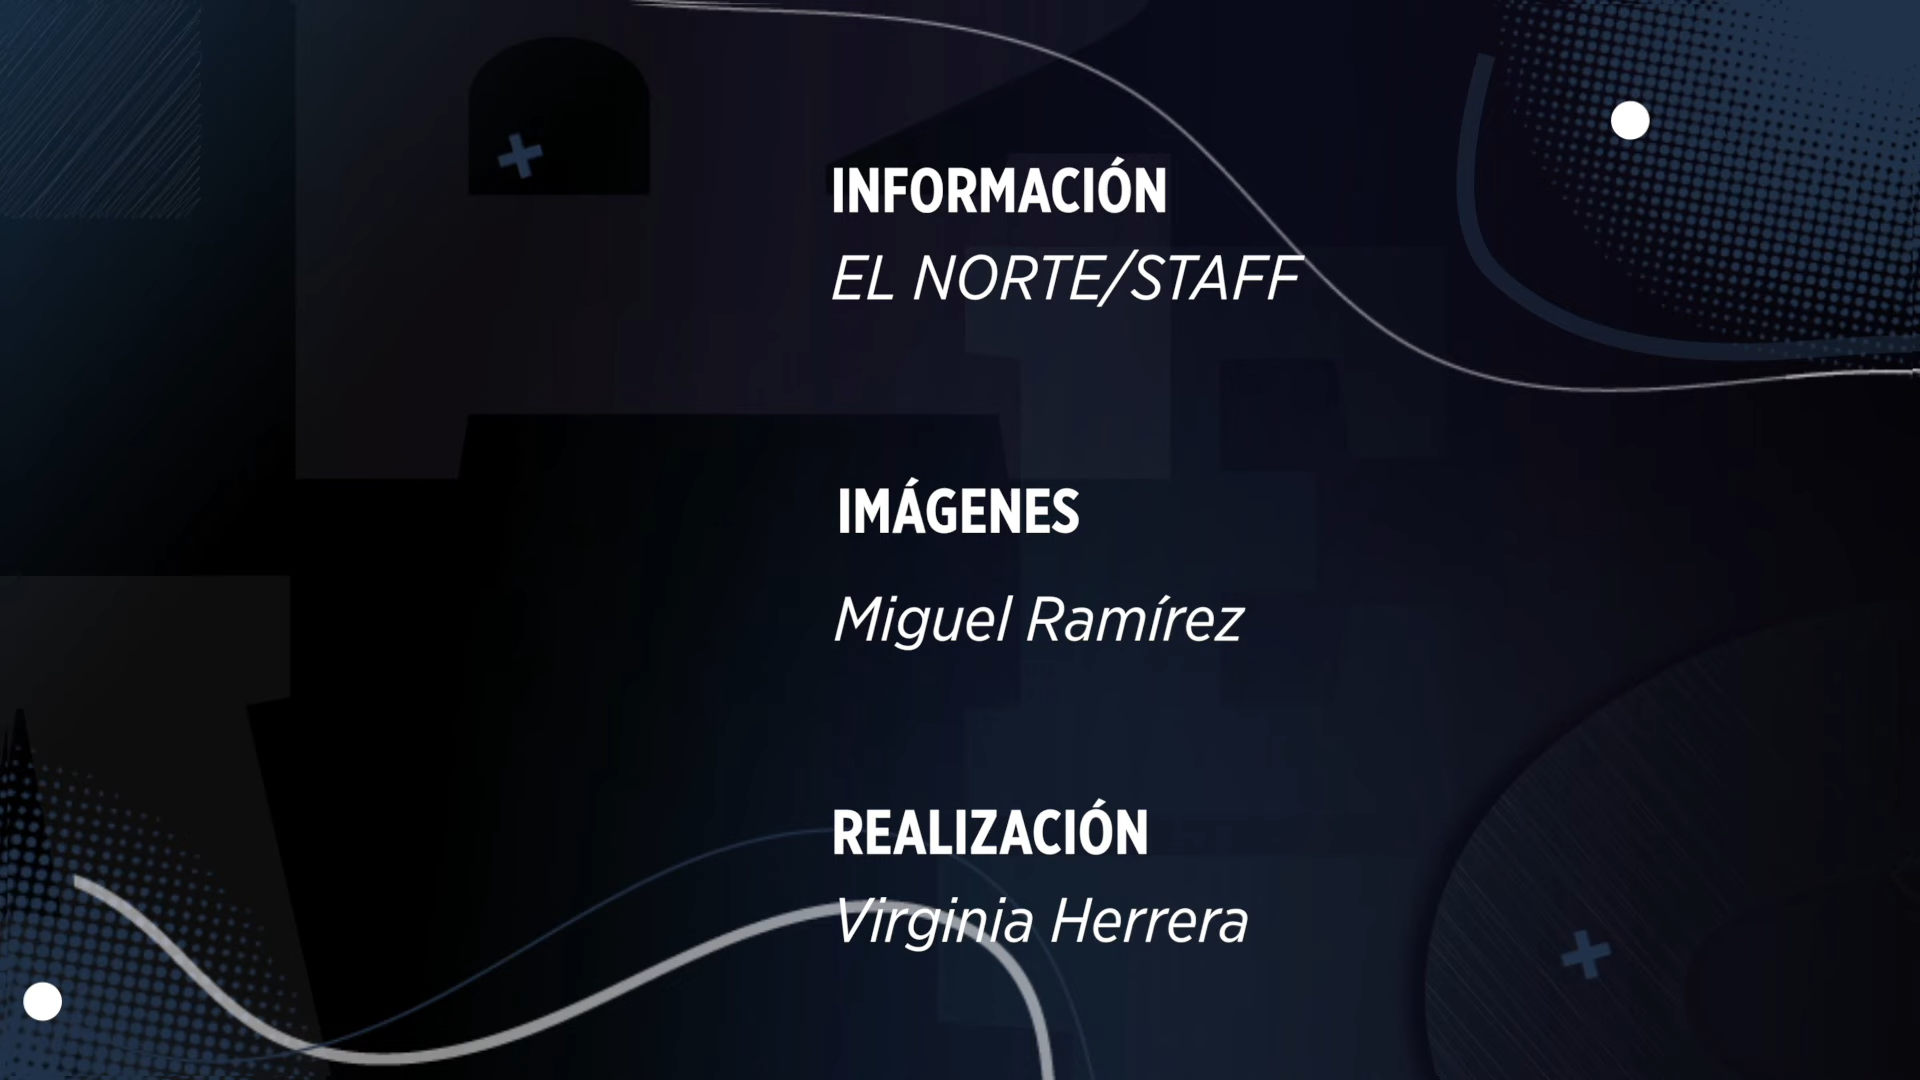 INFORMACIÓN
EL NORTE/STAFF
IMÁGENES
Miguel Ramírez
REALIZACIÓN
Virginia Herrera